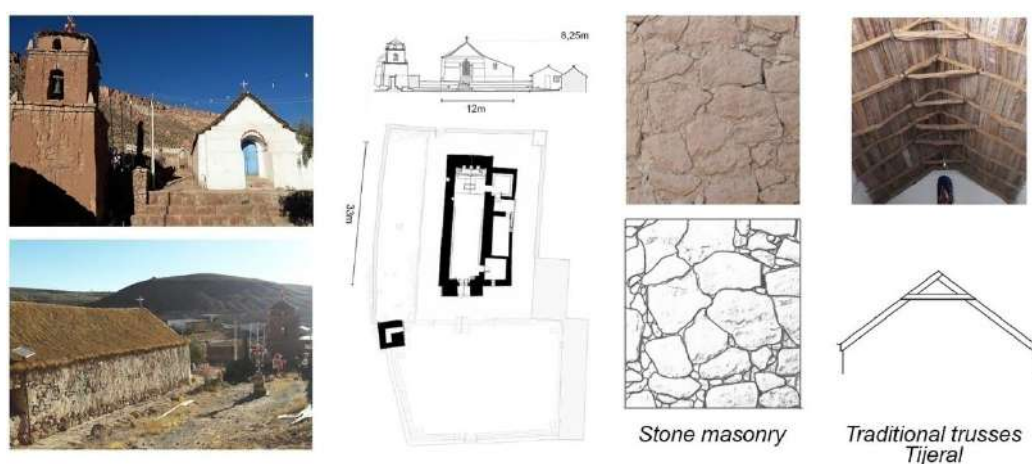 8,25m
12m
33m
Stone masonry
Traditional trusses
Tijeral